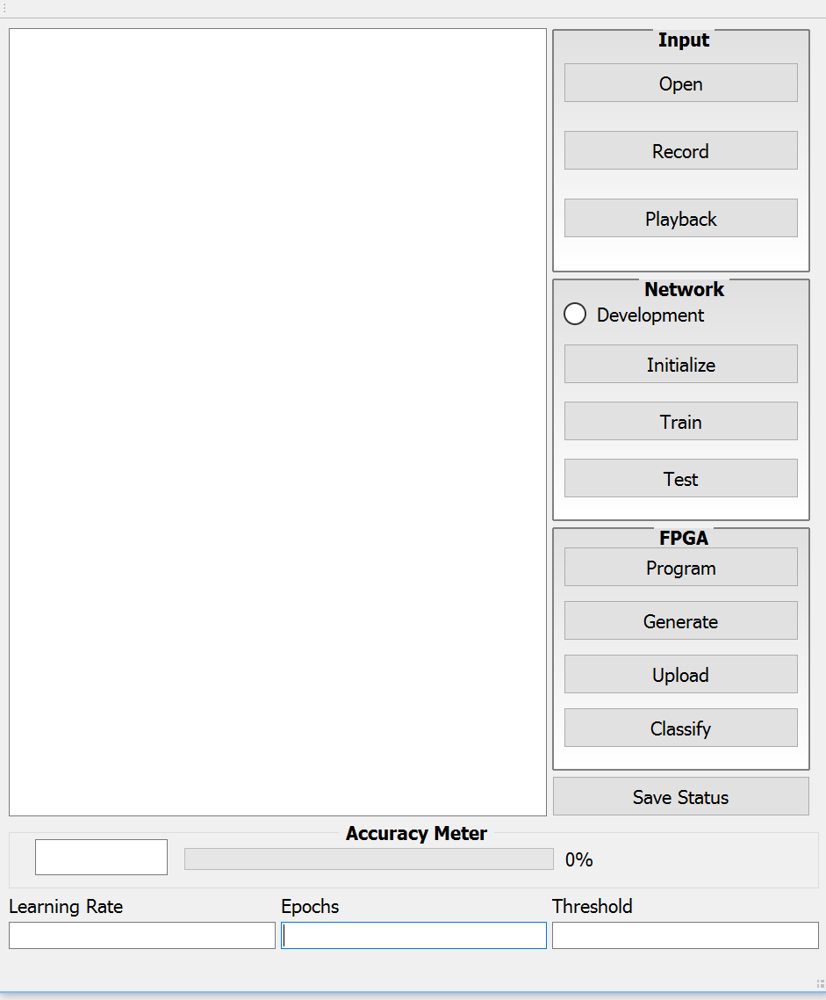 Input
Open
Record
Playback
Network
Development
Initialize
Train
Test
FPGA
Program
Generate
Upload
Classify
Save Status
Accuracy Meter
0%
Learning Rate
Epochs
Threshold